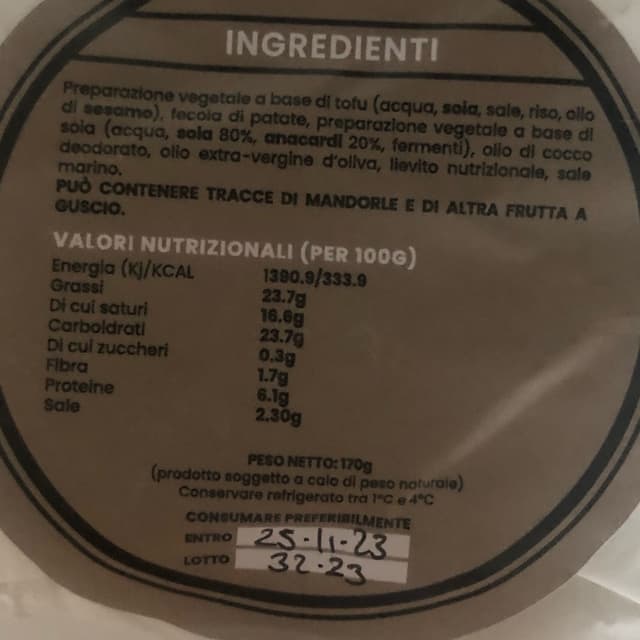 INGREDIENTI
Preparazione vegetale a base di tofu (acqua, soia, sale, riso, olio
di sesamo), fecola di patate, preparazione vegetale a base di
soia (acqua, soia 80%, anacardi 20%, fermenti), olio di cocco
deodorato, olio extra-vergine d'oliva, lievito nutrizionale, sale
marino.
PUÒ CONTENERE TRACCE DI MANDORLE E DI ALTRA FRUTTA A
GUSCIO.
VALORI NUTRIZIONALI (PER 100G)
Energia (Kj/KCAL 1390.9/333.9
Grassi 23.7g
Di cui saturi 16.6g
Carboidrati 23.7g
Di cui zuccheri 0.3g
Fibra 1.7g
Proteine 6.1g
Sale 2,30g
PESO NETTO: 170g
(prodotto soggetto a calo di peso naturale)
Conservare refrigerato tra 1°C e 4°C
CONSUMARE PREFERIBILMENTE
ENTRO 25-11-23
LOTTO 32-23